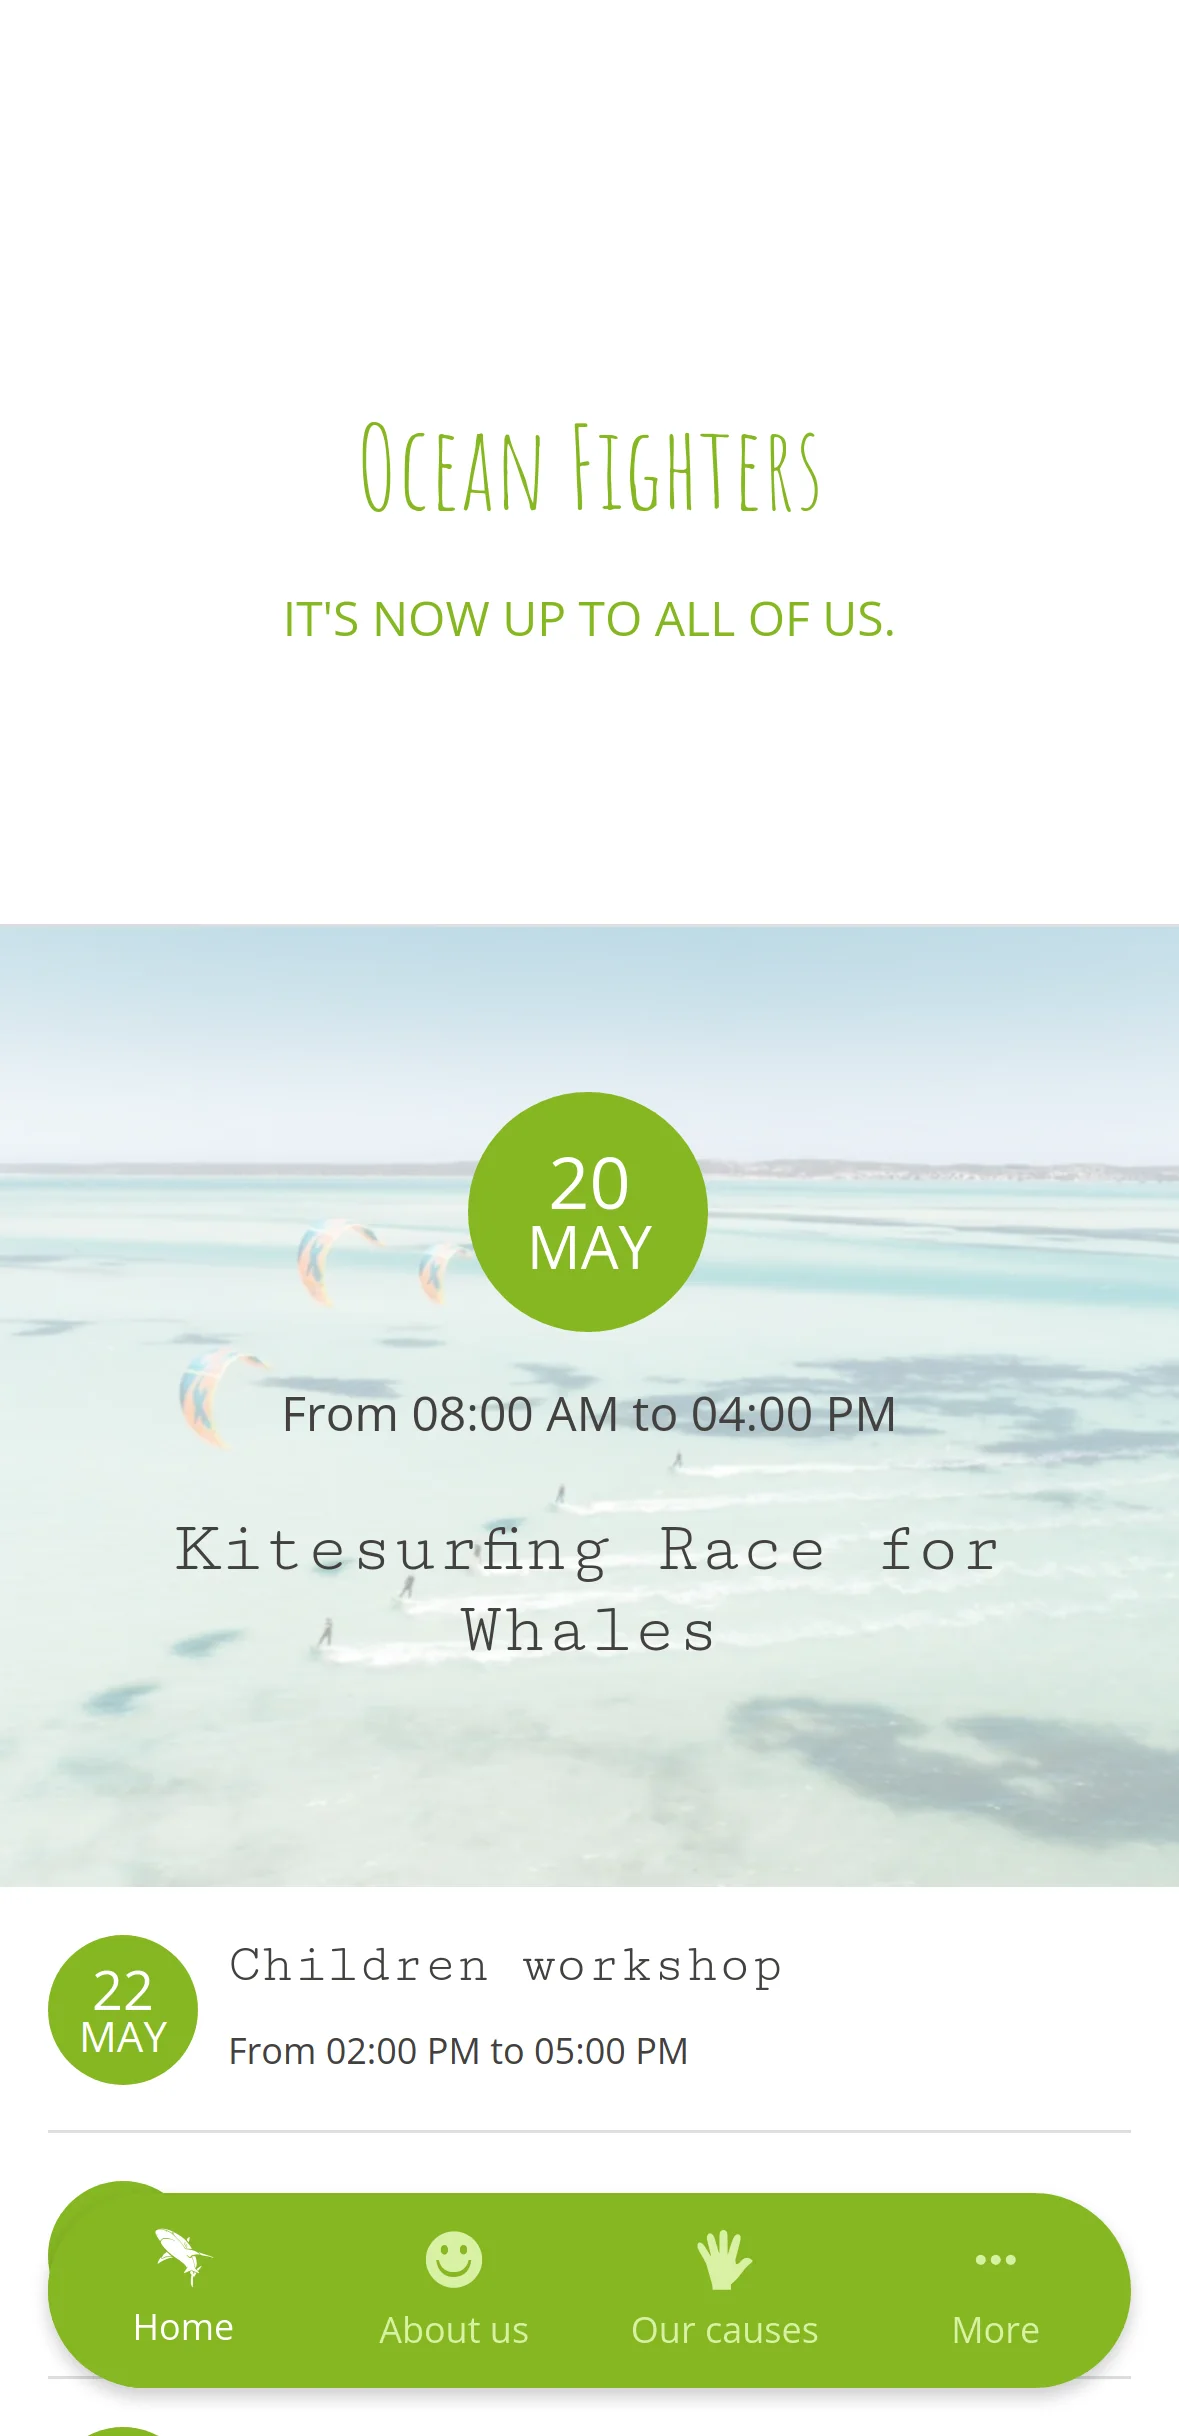 Ocean Fighters
IT'S NOW UP TO ALL OF US.
20
MAY
From 08:00 AM to 04:00 PM
Kitesurfing Race for
Whales
22
MAY
Children workshop
From 02:00 PM to 05:00 PM
Home
About us
Our causes
More